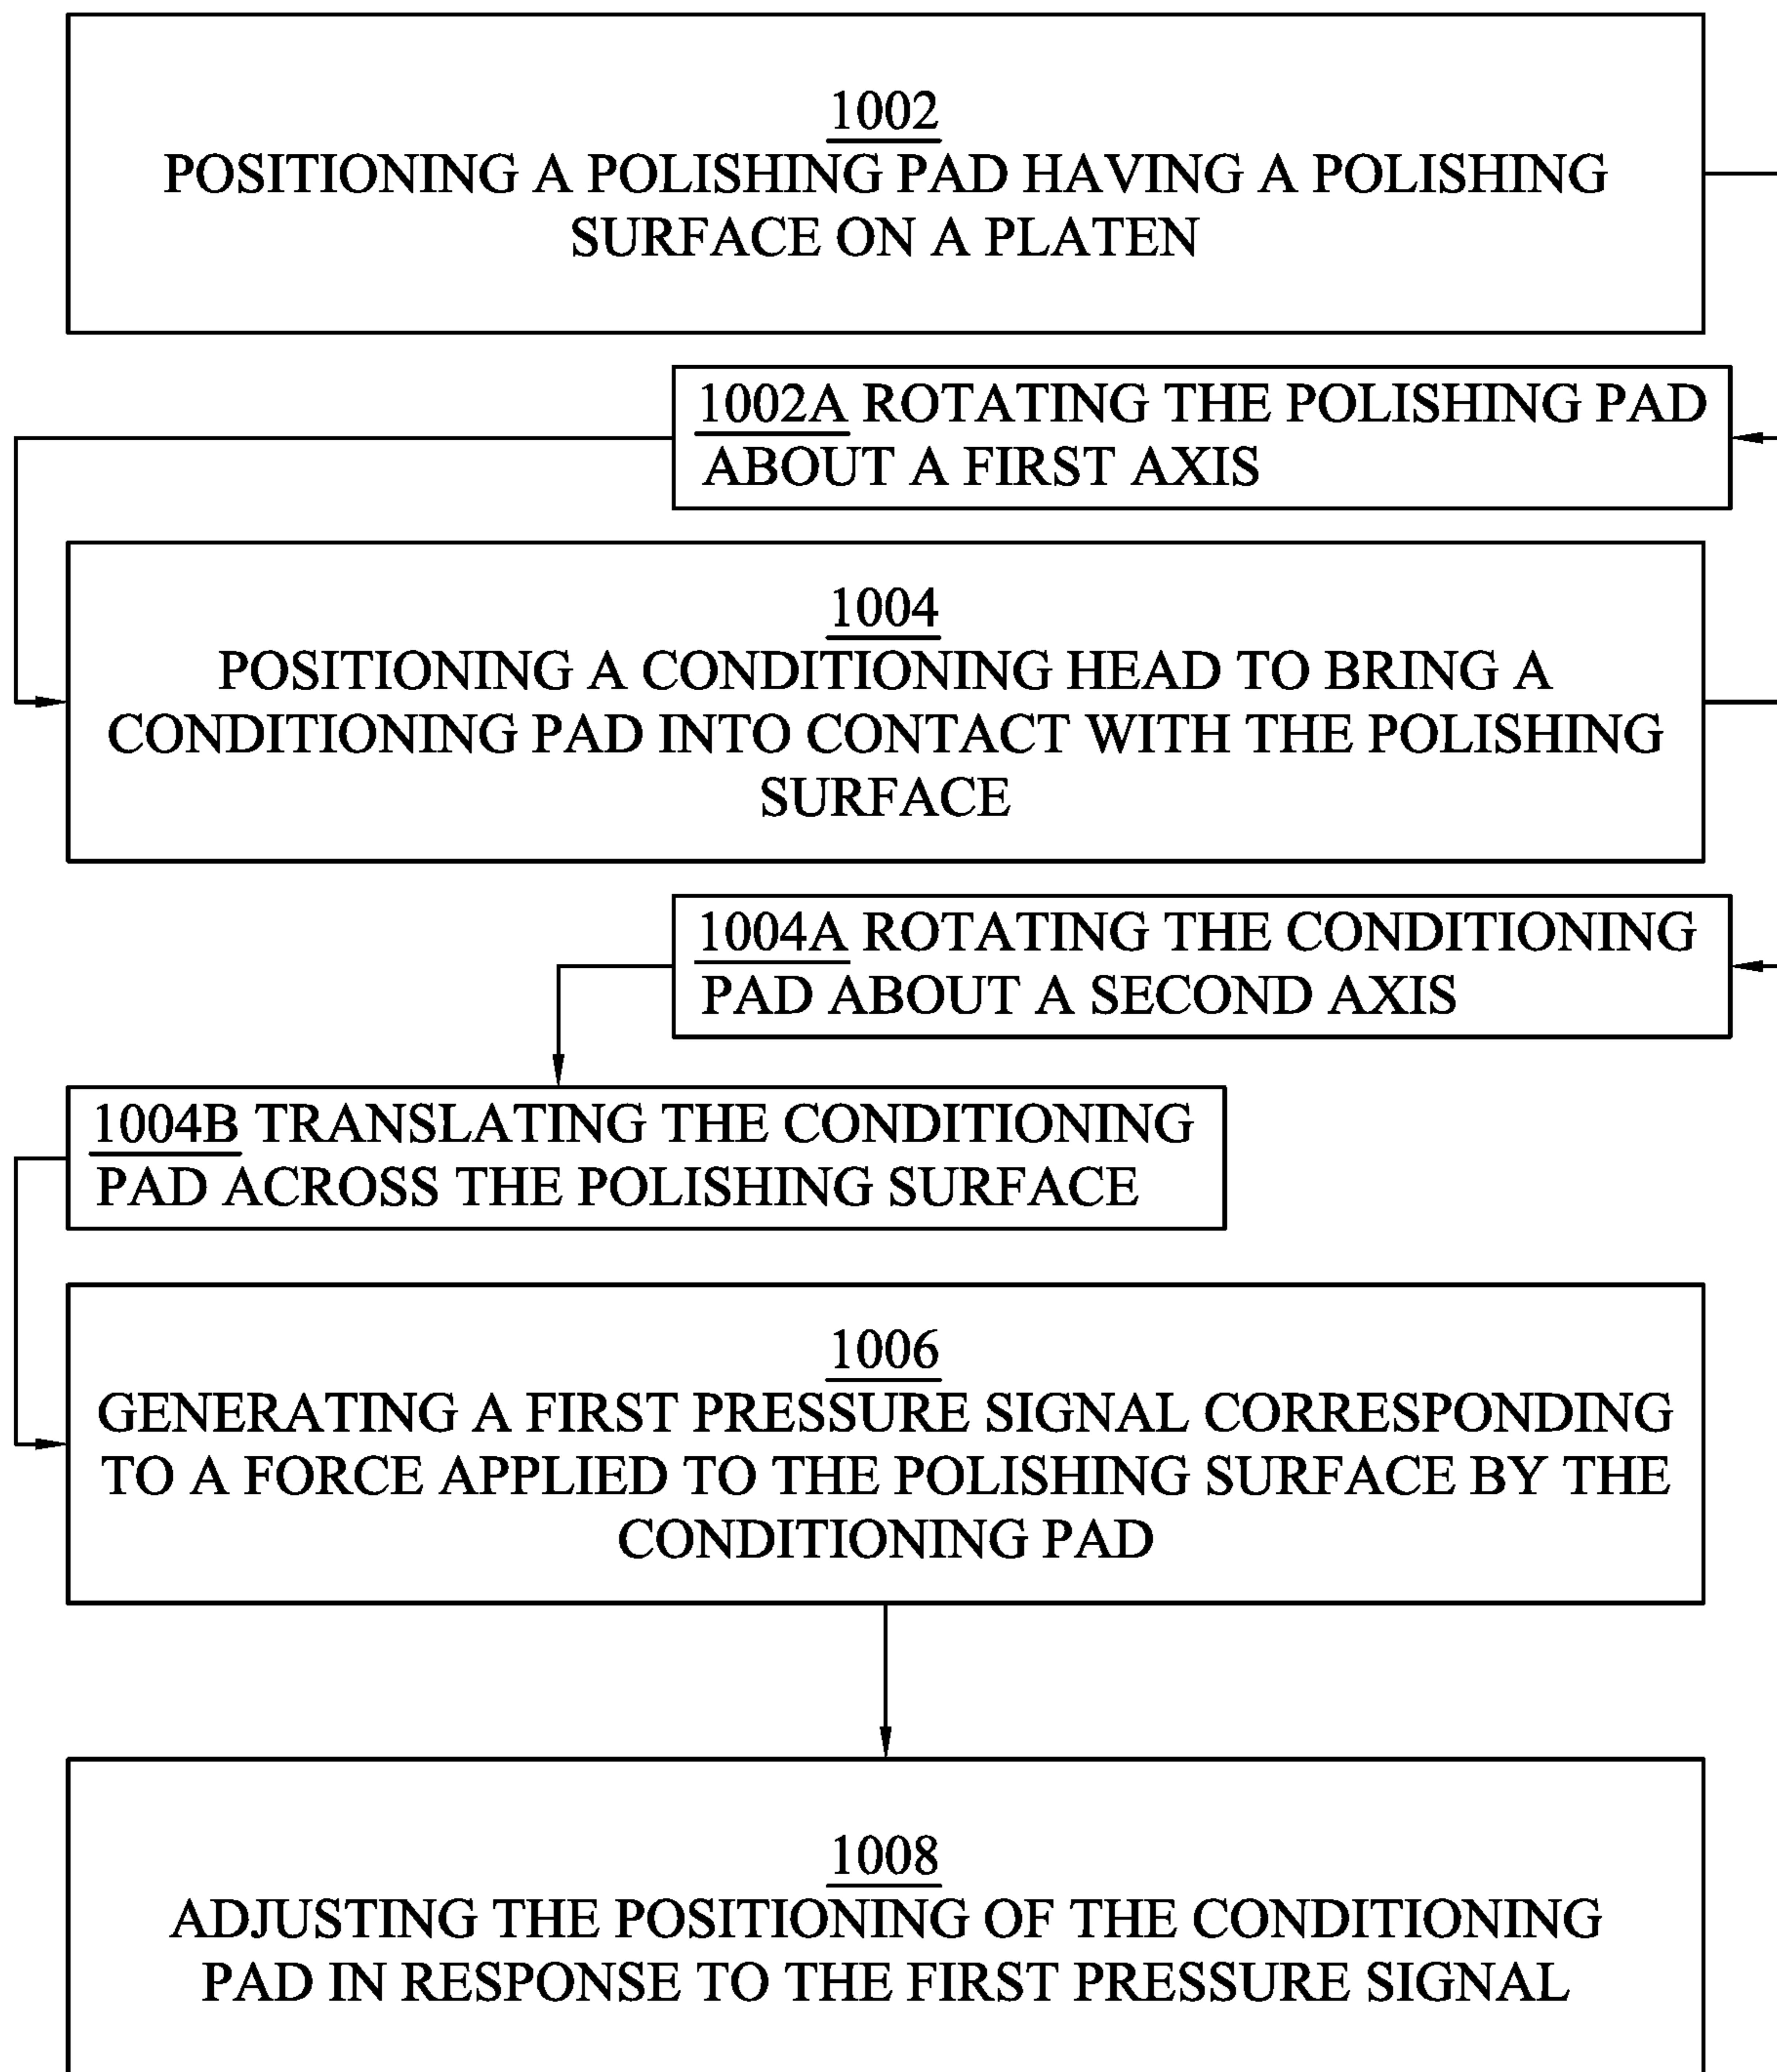 1002
POSITIONING A POLISHING PAD HAVING A POLISHING
SURFACE ON A PLATEN
1002A ROTATING THE POLISHING PAD
ABOUT A FIRST AXIS
1004
POSITIONING A CONDITIONING HEAD TO BRING A
CONDITIONING PAD INTO CONTACT WITH THE POLISHING
SURFACE
1004A ROTATING THE CONDITIONING
PAD ABOUT A SECOND AXIS
1004B TRANSLATING THE CONDITIONING
PAD ACROSS THE POLISHING SURFACE
1006
GENERATING A FIRST PRESSURE SIGNAL CORRESPONDING
TO A FORCE APPLIED TO THE POLISHING SURFACE BY THE
CONDITIONING PAD
1008
ADJUSTING THE POSITIONING OF THE CONDITIONING
PAD IN RESPONSE TO THE FIRST PRESSURE SIGNAL